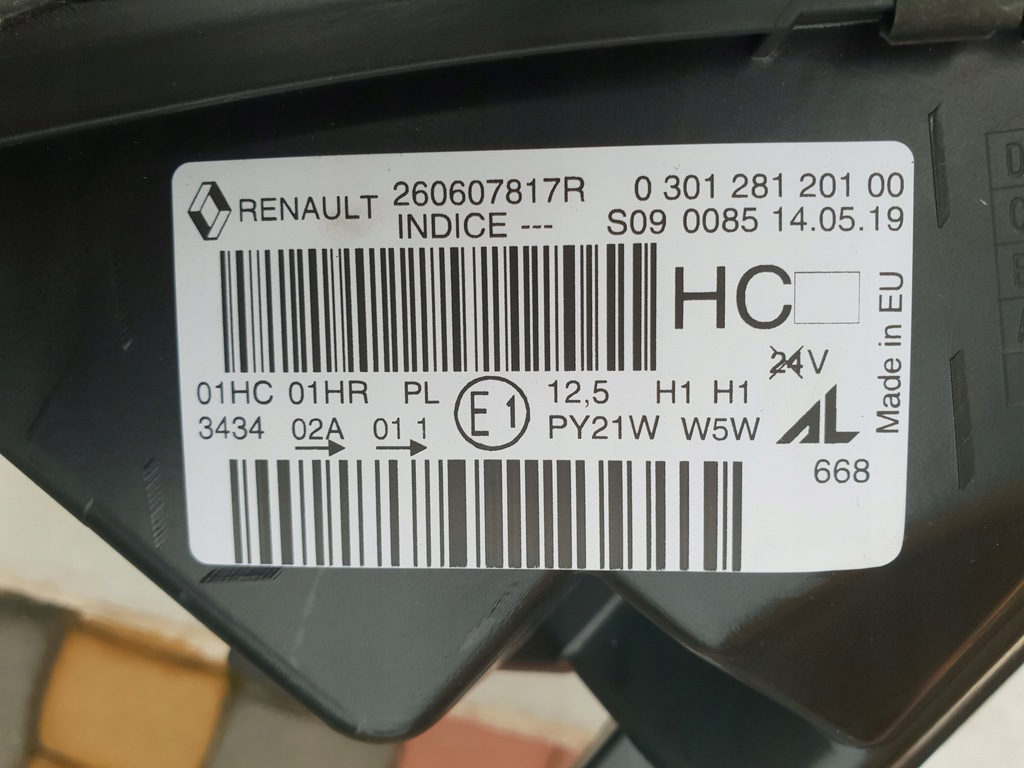 RENAULT 260607817R 0 301 281 201 00
INDICE --- S09 0085 14.05.19
HC
24V
Made in EU
01HC 01HR PL E1 12,5 H1 H1
3434 02A 01 1 PY21W W5W AL
668